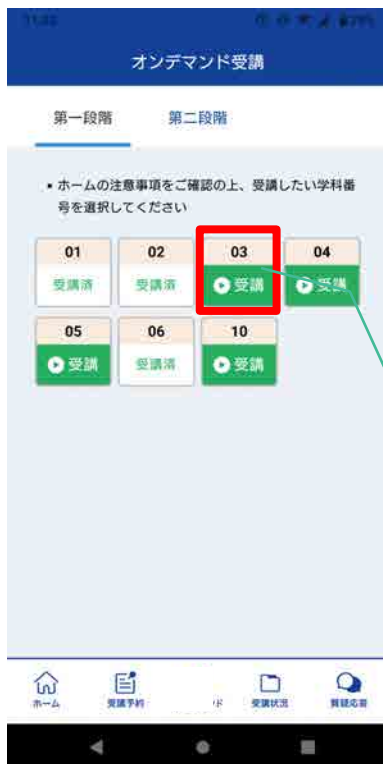 オンデマンド受講
第一段階
第二段階
▪ ホームの注意事項をご確認の上、受講したい学科番
号を選択してください
01
02
03
04
受講済
受講済
受講
受講
05
06
10
受講
受講済
受講
ホーム
受講予約
ド
受講状況
質疑応答